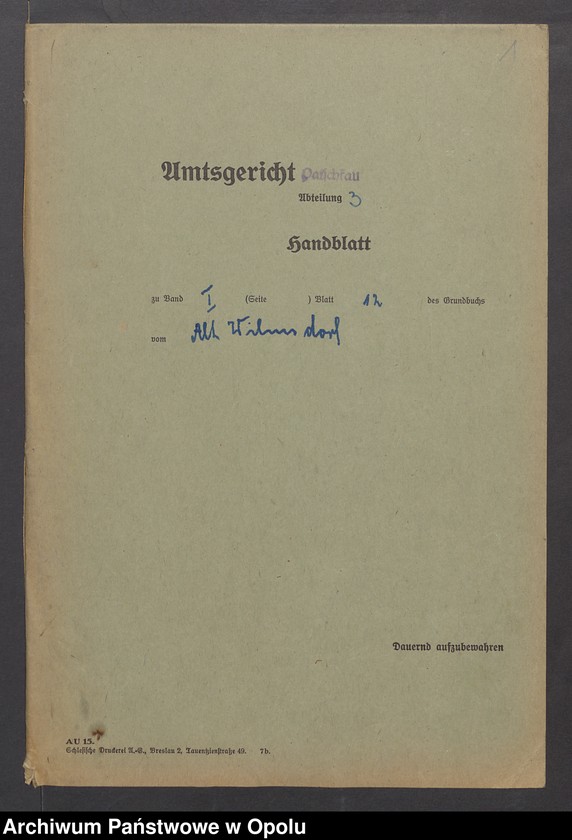 1
Amtsgericht Patschkau
Abteilung 3
Handblatt
zu Band I (Seite ) Blatt 12 des Grundbuchs
vom Alt Wilmsdorf
Dauernd aufzubewahren
AU 15.
Schlesische Druckerei A.-G., Breslau 2, Tauentzienstraße 49. 7b.
Archiwum Państwowe w Opolu